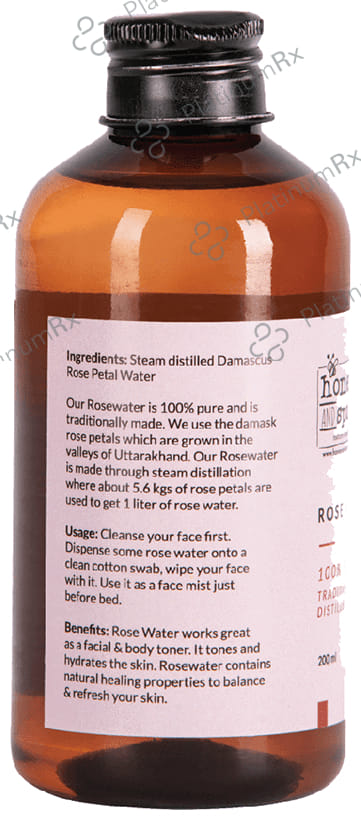 Ingredients: Steam distilled Damascus
Rose Petal Water
Our Rosewater is 100% pure and is
traditionally made. We use the damask
rose petals which are grown in the
valleys of Uttarakhand. Our Rosewater
is made through steam distillation
where about 5.6 kgs of rose petals are
used to get 1 liter of rose water.
Usage: Cleanse your face first.
Dispense some rose water onto a
clean cotton swab, wipe your face
with it. Use it as a face mist just
before bed.
Benefits: Rose Water works great
as a facial & body toner. It tones and
hydrates the skin. Rosewater contains
natural healing properties to balance
& refresh your skin.
AND
ROSE
100%
200ml
PlatinumRx
PlatinumRx
PlatinumRx